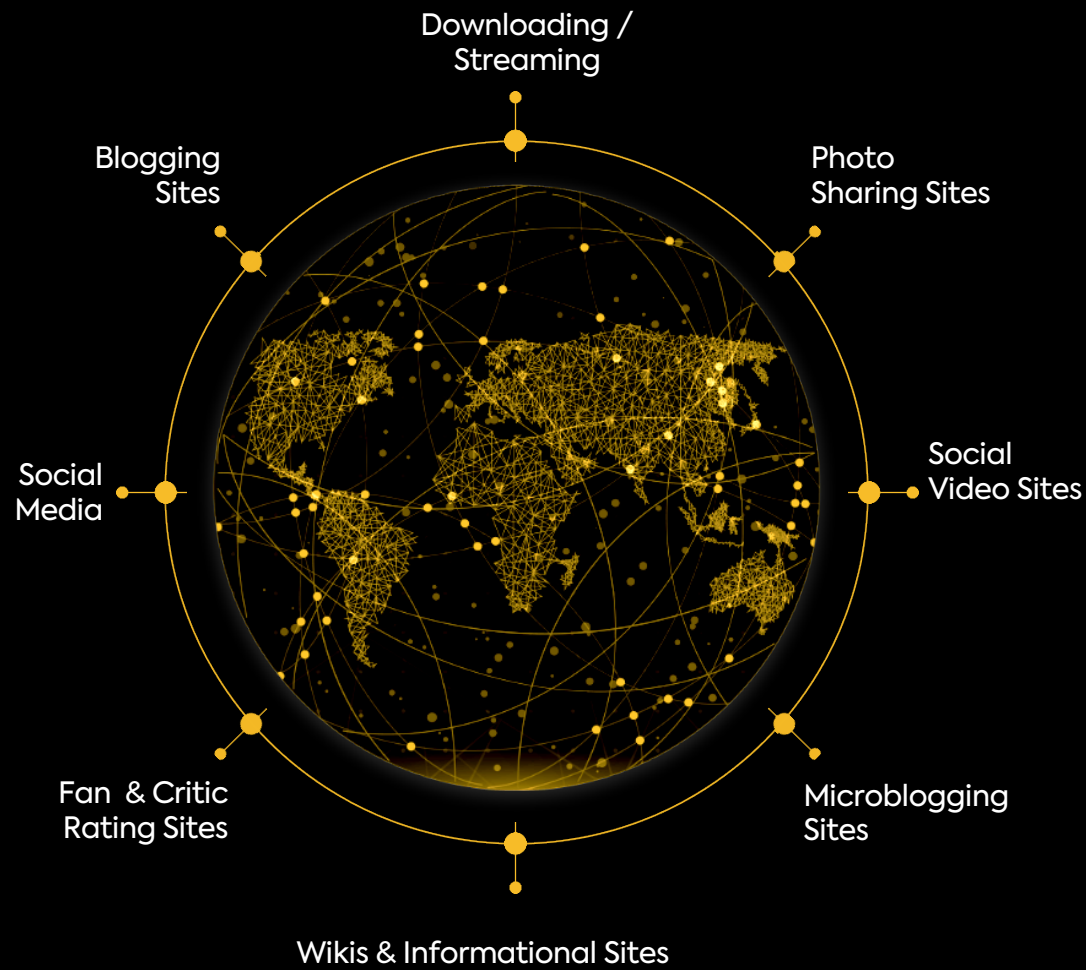 Downloading /
Streaming
Blogging
Sites
Photo
Sharing Sites
Social
Media
Social
Video Sites
Fan & Critic
Rating Sites
Microblogging
Sites
Wikis & Informational Sites